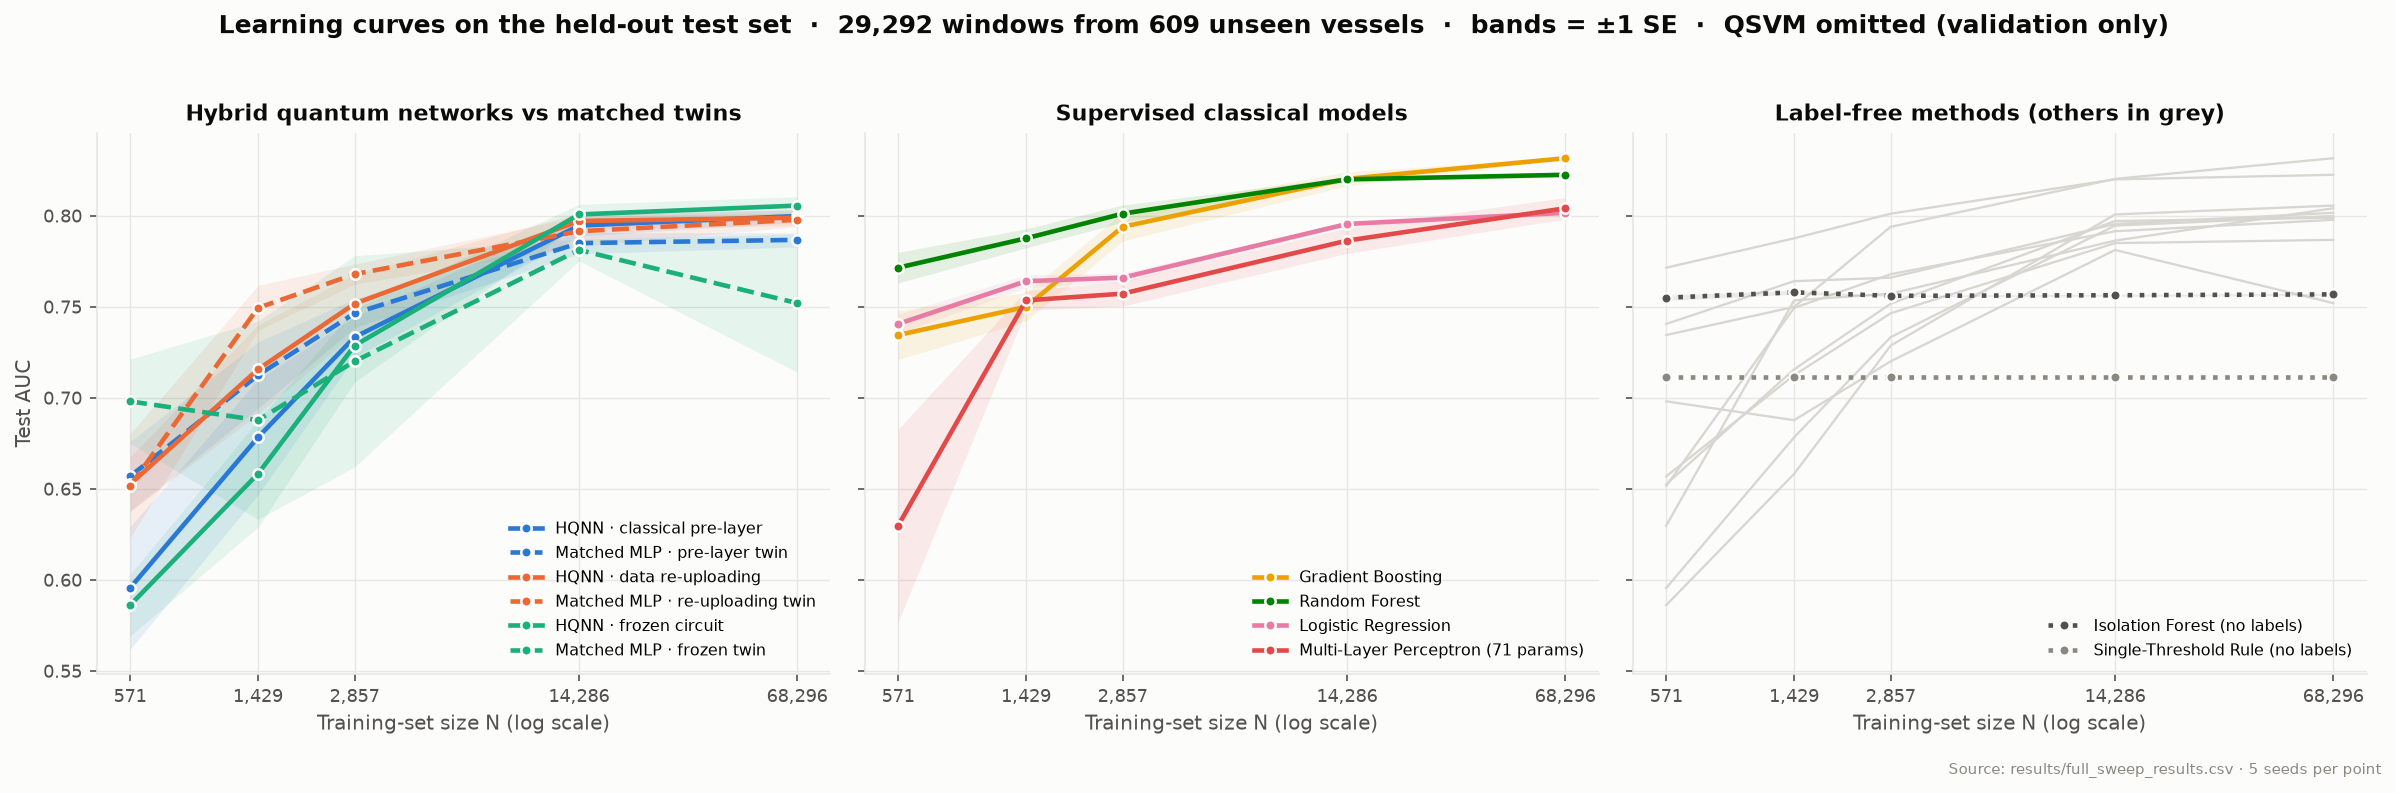 Learning curves on the held-out test set · 29,292 windows from 609 unseen vessels · bands = ±1 SE · QSVM omitted (validation only)
Hybrid quantum networks vs matched twins
Test AUC
0.80
0.75
0.70
0.65
0.60
0.55
HQNN · classical pre-layer
Matched MLP · pre-layer twin
HQNN · data re-uploading
Matched MLP · re-uploading twin
HQNN · frozen circuit
Matched MLP · frozen twin
571 1,429 2,857 14,286 68,296
Training-set size N (log scale)
Supervised classical models
Gradient Boosting
Random Forest
Logistic Regression
Multi-Layer Perceptron (71 params)
571 1,429 2,857 14,286 68,296
Training-set size N (log scale)
Label-free methods (others in grey)
Isolation Forest (no labels)
Single-Threshold Rule (no labels)
571 1,429 2,857 14,286 68,296
Training-set size N (log scale)
Source: results/full_sweep_results.csv · 5 seeds per point